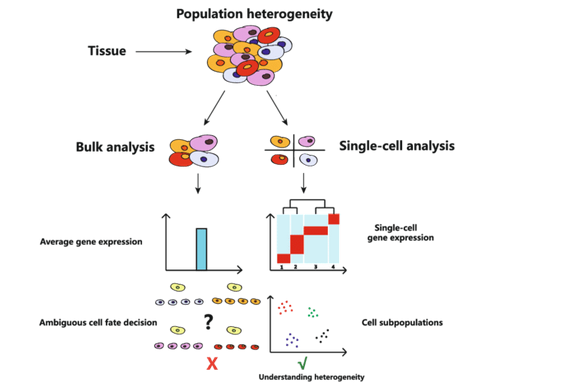 Population heterogeneity
Tissue
Bulk analysis
Single-cell analysis
Average gene expression
Single-cell
gene expression
1 2 3 4
Ambiguous cell fate decision
?
Cell subpopulations
X
√
Understanding heterogeneity